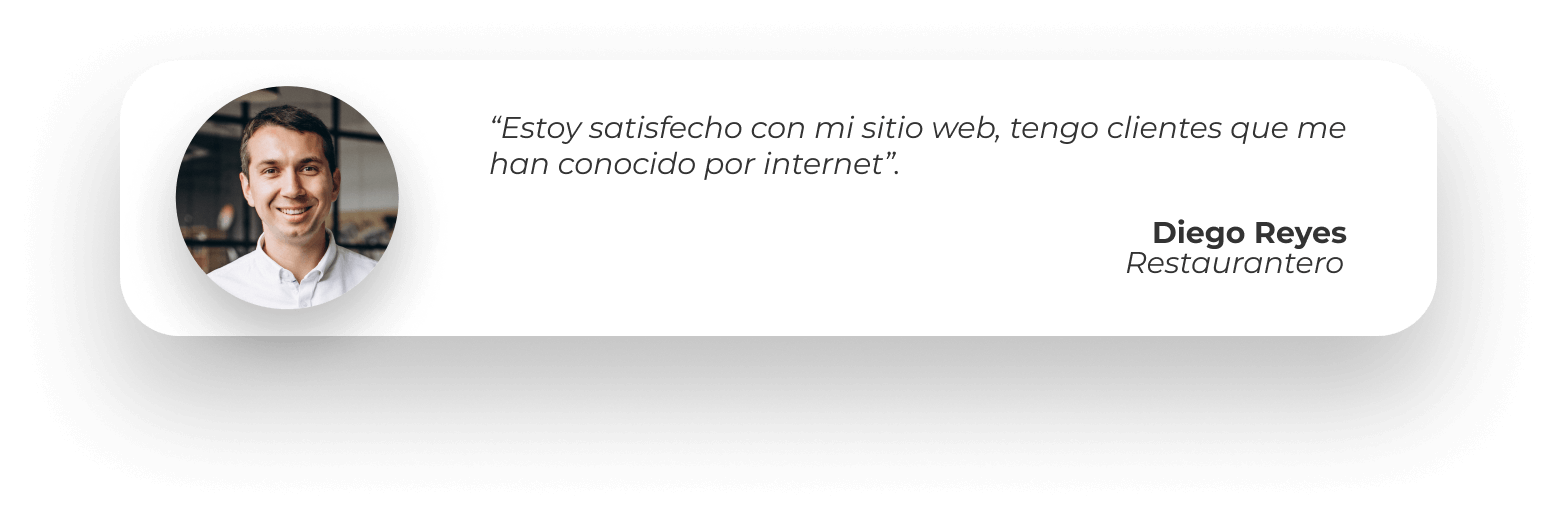 “Estoy satisfecho con mi sitio web, tengo clientes que me
han conocido por internet”.
Diego Reyes
Restaurantero